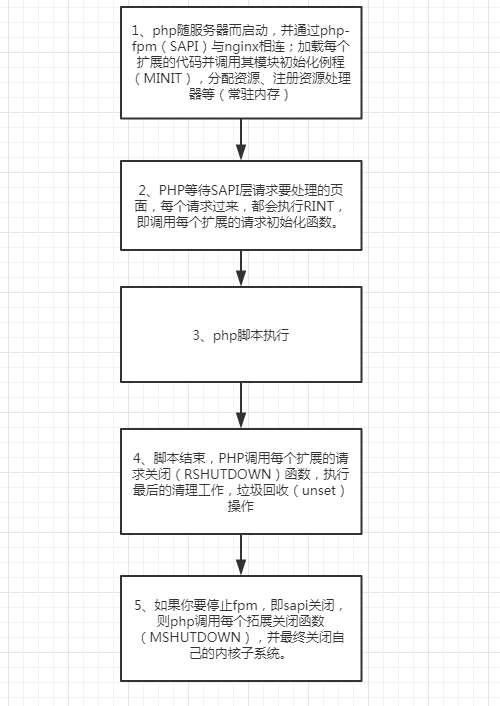 1、php随服务器而启动，并通过php-
fpm（SAPI）与nginx相连；加载每个
扩展的代码并调用其模块初始化例程
（MINIT），分配资源、注册资源处理
器等（常驻内存）
2、PHP等待SAPI层请求要处理的页
面，每个请求过来，都会执行RINT，
即调用每个扩展的请求初始化函数。
3、php脚本执行
4、脚本结束，PHP调用每个扩展的请
求关闭（RSHUTDOWN）函数，执行
最后的清理工作，垃圾回收（unset）
操作
5、如果你要停止fpm，即sapi关闭，
则php调用每个拓展关闭函数
（MSHUTDOWN），并最终关闭自
己的内核子系统。